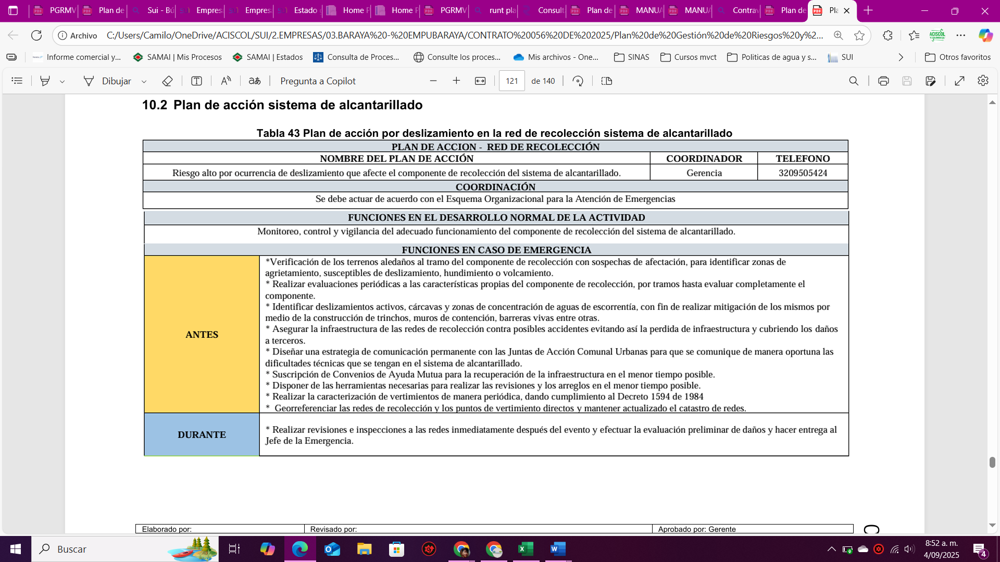 PGRMV
Plan de
Sui - Bú
Empres
Empres
Estado
Home P
Home P
PGRMV
runt pla
Consult
Plan de
MANUA
MANUA
Contrav
Plan de
Pla
Archivo
C:/Users/Camilo/OneDrive/ACISCOL/SUI/2.EMPRESAS/03.BARAYA%20-%20EMPUBARAYA/CONTRATO%20056%20DE%202025/Plan%20de%20Gestión%20de%20Riesgos%20y%2...
Informe comercial y...
SAMAI | Mis Procesos
SAMAI | Estados
Consulta de Proces...
Consulte los proces...
Mis archivos - One...
SINAS
Cursos mvct
Politicas de agua y s...
SUI
Otros favoritos
Dibujar
Pregunta a Copilot
121 de 140
10.2 Plan de acción sistema de alcantarillado
Tabla 43 Plan de acción por deslizamiento en la red de recolección sistema de alcantarillado
PLAN DE ACCION - RED DE RECOLECCIÓN
NOMBRE DEL PLAN DE ACCIÓN
COORDINADOR
TELEFONO
Riesgo alto por ocurrencia de deslizamiento que afecte el componente de recolección del sistema de alcantarillado.
Gerencia
3209505424
COORDINACIÓN
Se debe actuar de acuerdo con el Esquema Organizacional para la Atención de Emergencias
FUNCIONES EN EL DESARROLLO NORMAL DE LA ACTIVIDAD
Monitoreo, control y vigilancia del adecuado funcionamiento del componente de recolección del sistema de alcantarillado.
FUNCIONES EN CASO DE EMERGENCIA
ANTES
*Verificación de los terrenos aledaños al tramo del componente de recolección con sospechas de afectación, para identificar zonas de
agrietamiento, susceptibles de deslizamiento, hundimiento o volcamiento.
* Realizar evaluaciones periódicas a las características propias del componente de recolección, por tramos hasta evaluar completamente el
componente.
* Identificar deslizamientos activos, cárcavas y zonas de concentración de aguas de escorrentía, con fin de realizar mitigación de los mismos por
medio de la construcción de trinchos, muros de contención, barreras vivas entre otras.
* Asegurar la infraestructura de las redes de recolección contra posibles accidentes evitando así la perdida de infraestructura y cubriendo los daños
a terceros.
* Diseñar una estrategia de comunicación permanente con las Juntas de Acción Comunal Urbanas para que se comunique de manera oportuna las
dificultades técnicas que se tengan en el sistema de alcantarillado.
* Suscripción de Convenios de Ayuda Mutua para la recuperación de la infraestructura en el menor tiempo posible.
* Disponer de las herramientas necesarias para realizar las revisiones y los arreglos en el menor tiempo posible.
* Realizar la caracterización de vertimientos de manera periódica, dando cumplimiento al Decreto 1594 de 1984
* Georreferenciar las redes de recolección y los puntos de vertimiento directos y mantener actualizado el catastro de redes.
DURANTE
* Realizar revisiones e inspecciones a las redes inmediatamente después del evento y efectuar la evaluación preliminar de daños y hacer entrega al
Jefe de la Emergencia.
Elaborado por:
Revisado por:
Aprobado por: Gerente
Buscar
8:52 a. m.
4/09/2025
4